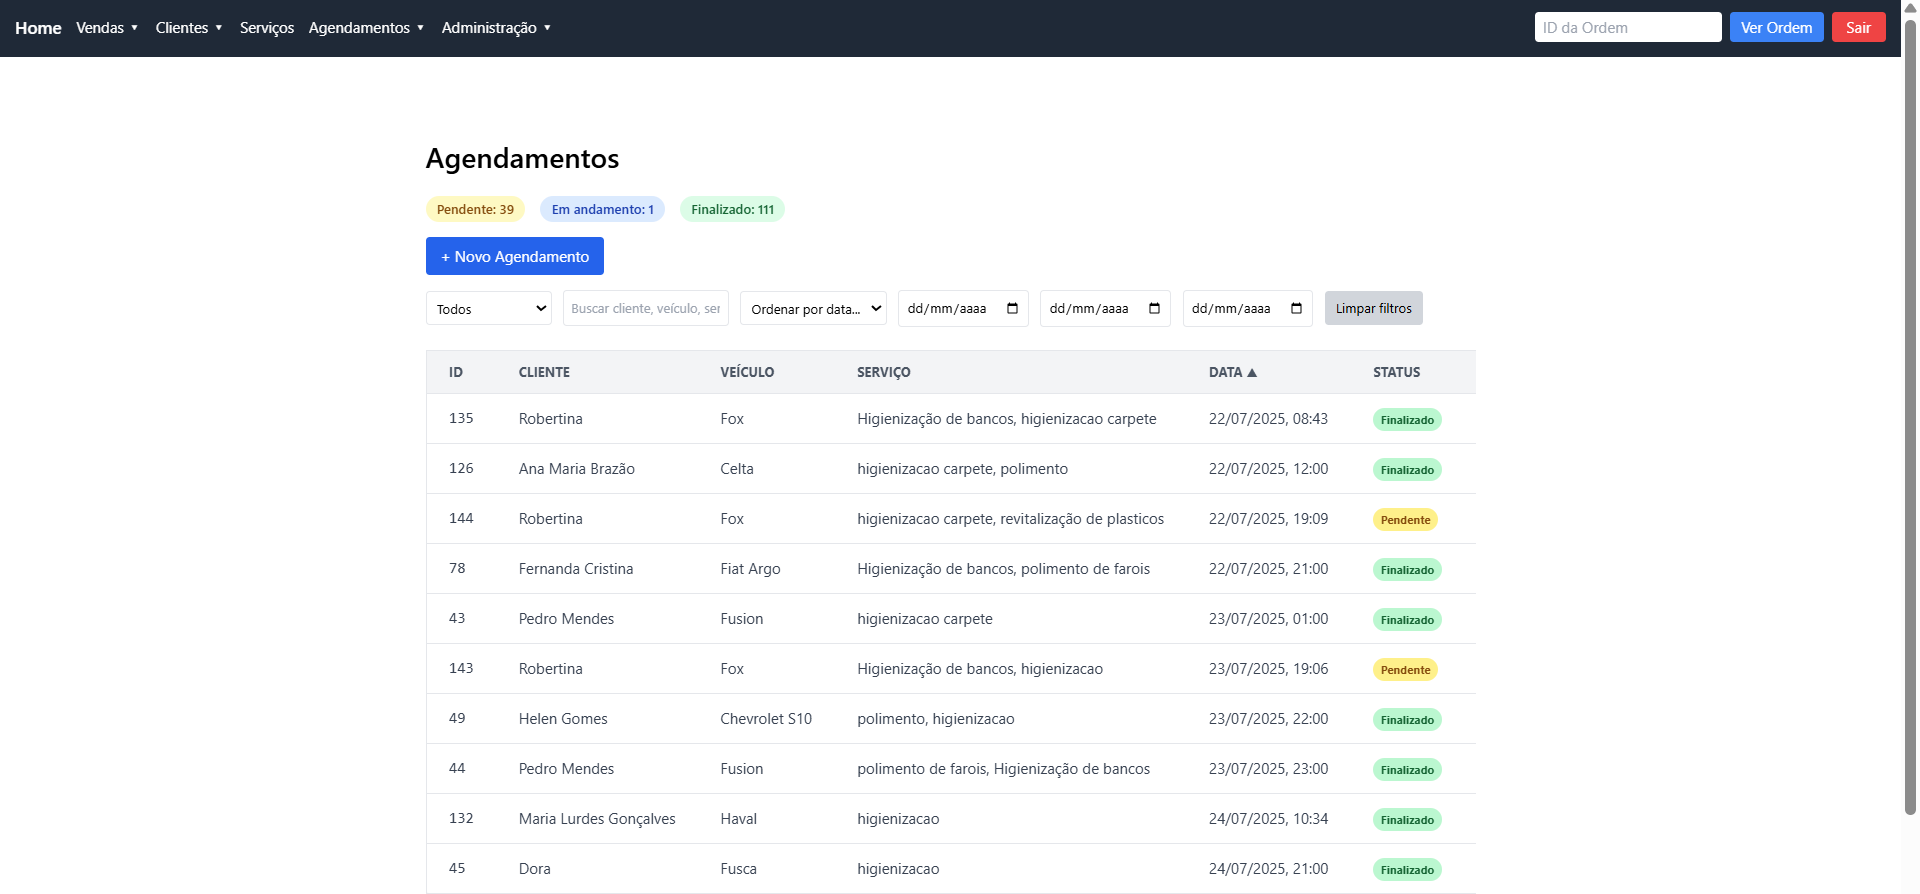 Home Vendas ▼ Clientes ▼ Serviços Agendamentos ▼ Administração ▼ ID da Ordem Ver Ordem Sair
Agendamentos
Pendente: 39 Em andamento: 1 Finalizado: 111
+ Novo Agendamento
Todos Buscar cliente, veículo, ser Ordenar por data... dd/mm/aaaa dd/mm/aaaa dd/mm/aaaa Limpar filtros
ID CLIENTE VEÍCULO SERVIÇO DATA ▲ STATUS
135 Robertina Fox Higienização de bancos, higienizacao carpete 22/07/2025, 08:43 Finalizado
126 Ana Maria Brazão Celta higienizacao carpete, polimento 22/07/2025, 12:00 Finalizado
144 Robertina Fox higienizacao carpete, revitalização de plasticos 22/07/2025, 19:09 Pendente
78 Fernanda Cristina Fiat Argo Higienização de bancos, polimento de farois 22/07/2025, 21:00 Finalizado
43 Pedro Mendes Fusion higienizacao carpete 23/07/2025, 01:00 Finalizado
143 Robertina Fox Higienização de bancos, higienizacao 23/07/2025, 19:06 Pendente
49 Helen Gomes Chevrolet S10 polimento, higienizacao 23/07/2025, 22:00 Finalizado
44 Pedro Mendes Fusion polimento de farois, Higienização de bancos 23/07/2025, 23:00 Finalizado
132 Maria Lurdes Gonçalves Haval higienizacao 24/07/2025, 10:34 Finalizado
45 Dora Fusca higienizacao 24/07/2025, 21:00 Finalizado